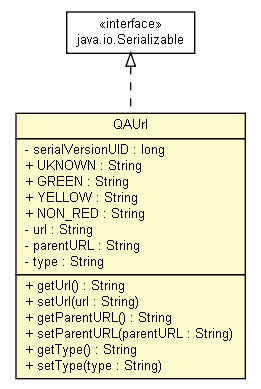 «interface»
java.io.Serializable
QAUrl
- serialVersionUID : long
+ UKNOWN : String
+ GREEN : String
+ YELLOW : String
+ NON_RED : String
- url : String
- parentURL : String
- type : String
+ getUrl() : String
+ setUrl(url : String)
+ getParentURL() : String
+ setParentURL(parentURL : String)
+ getType() : String
+ setType(type : String)